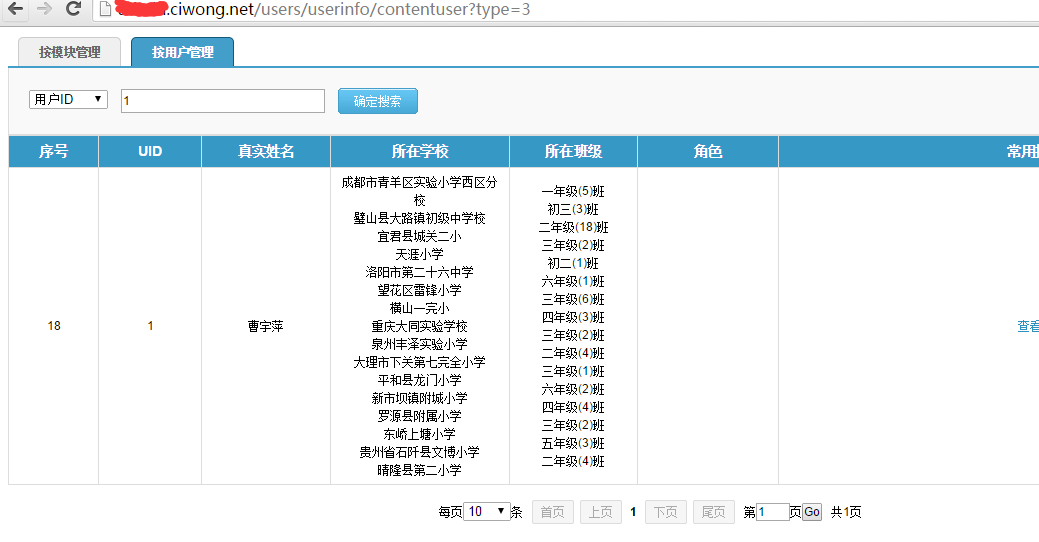 .ciwong.net/users/userinfo/contentuser?type=3
按模块管理 按用户管理
用户ID 1 确定搜索
序号 UID 真实姓名 所在学校 所在班级 角色 常用
成都市青羊区实验小学西区分
校
璧山县大路镇初级中学校
宜君县城关二小
天涯小学
洛阳市第二十六中学
望花区雷锋小学
横山一完小
重庆大同实验学校
泉州丰泽实验小学
大理市下关第七完全小学
平和县龙门小学
新市坝镇附城小学
罗源县附属小学
东峤上塘小学
贵州省石阡县文博小学
晴隆县第二小学
一年级(5)班
初三(3)班
二年级(18)班
三年级(2)班
初二(1)班
六年级(1)班
三年级(6)班
四年级(3)班
三年级(2)班
二年级(4)班
三年级(1)班
六年级(2)班
四年级(4)班
三年级(2)班
五年级(3)班
二年级(4)班
18 1 曹宇萍 查看
每页 10 条 首页 上页 1 下页 尾页 第 1 页 Go 共1页